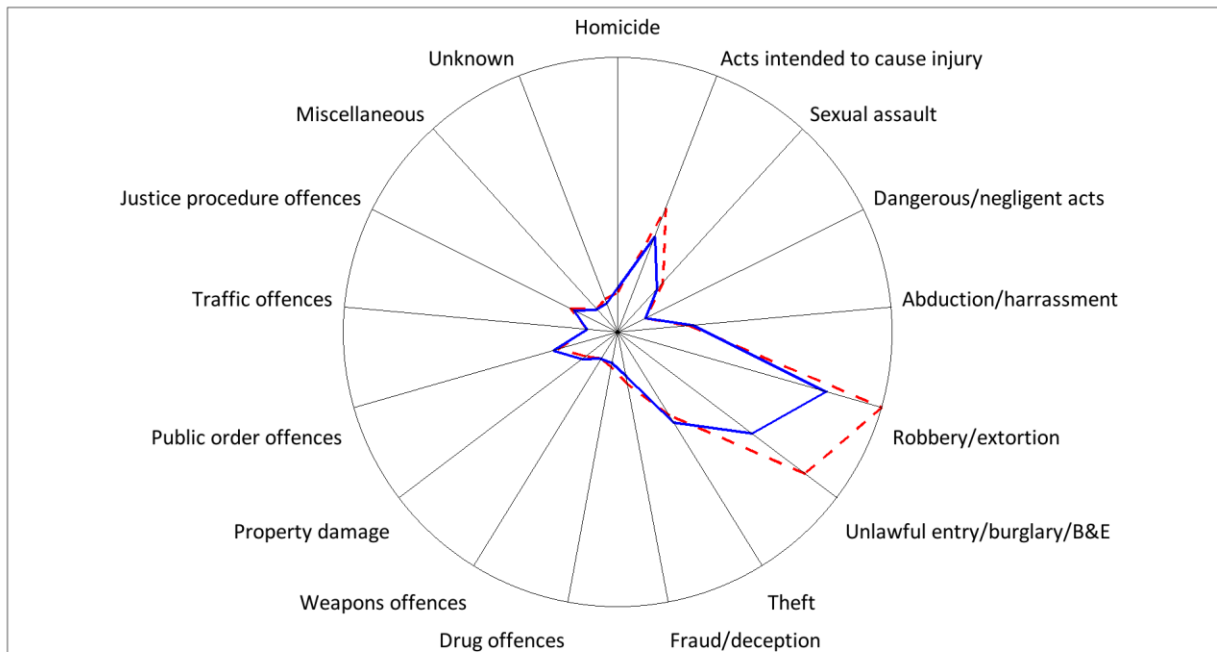 Homicide
Unknown
Acts intended to cause injury
Miscellaneous
Sexual assault
Justice procedure offences
Dangerous/negligent acts
Traffic offences
Abduction/harrassment
Public order offences
Robbery/extortion
Property damage
Unlawful entry/burglary/B&E
Weapons offences
Theft
Drug offences
Fraud/deception